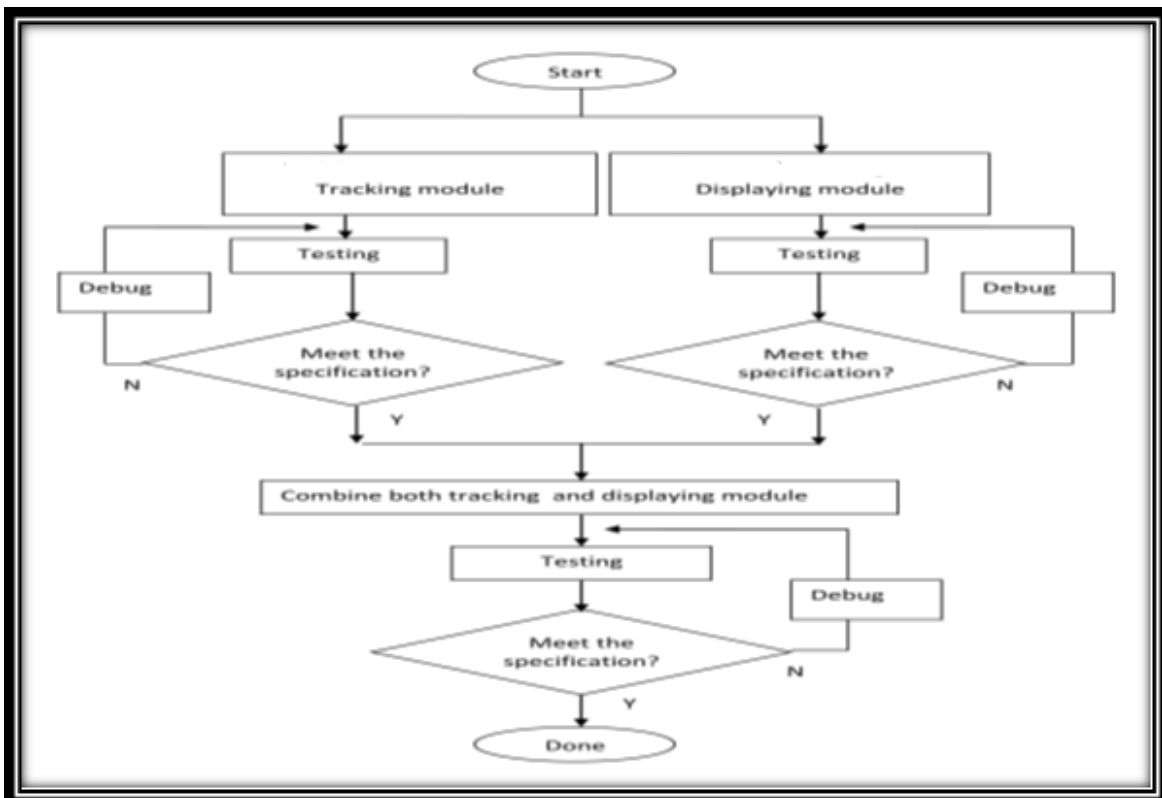 Start
Tracking module
Displaying module
Testing
Testing
Debug
Debug
Meet the
specification?
Meet the
specification?
N
N
Y
Y
Combine both tracking and displaying module
Testing
Debug
Meet the
specification?
N
Y
Done